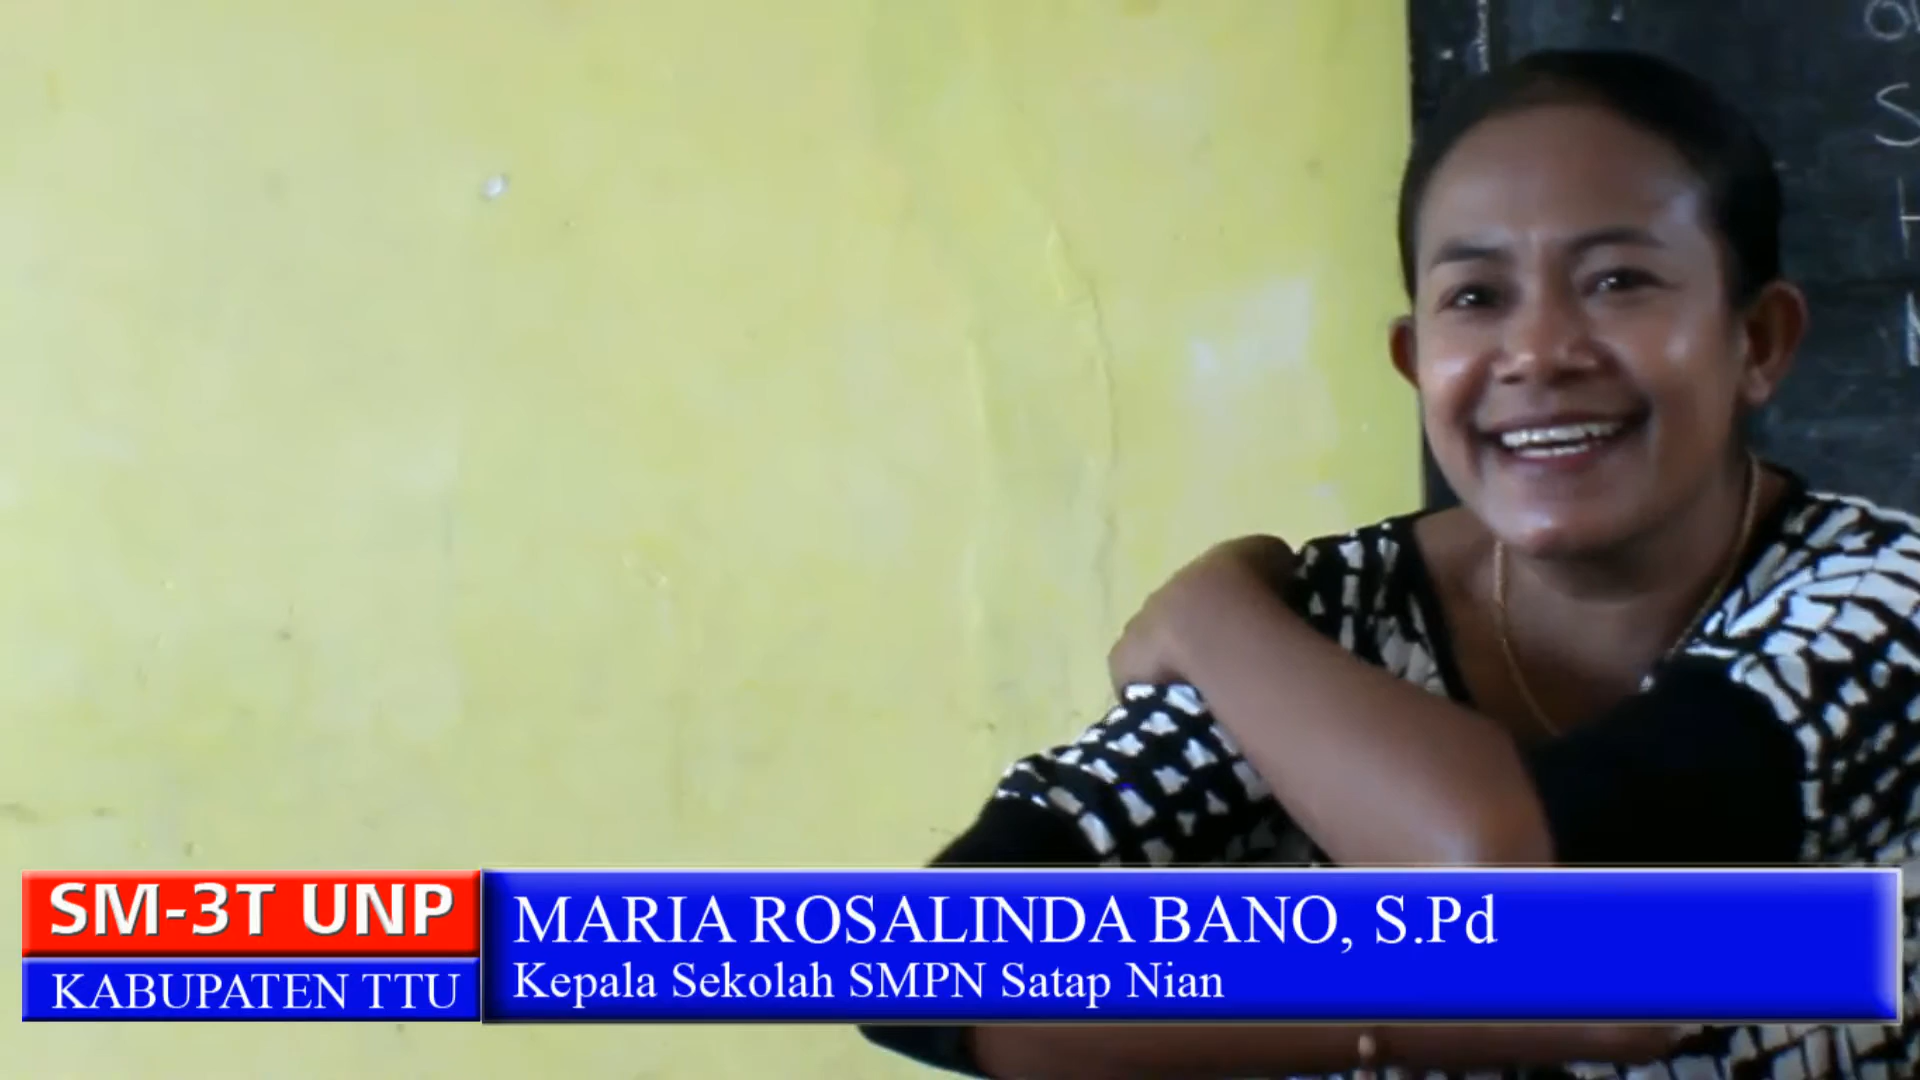 SM-3T UNP
KABUPATEN TTU
MARIA ROSALINDA BANO, S.Pd
Kepala Sekolah SMPN Satap Nian
S
H